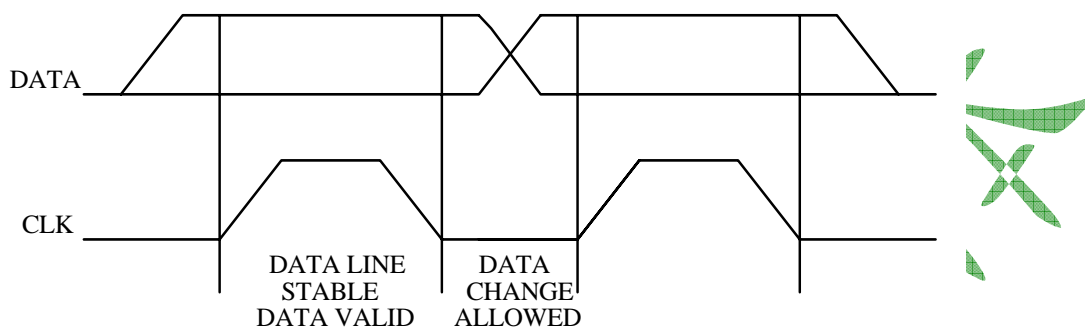 DATA
CLK
DATA LINE
STABLE
DATA VALID
DATA
CHANGE
ALLOWED